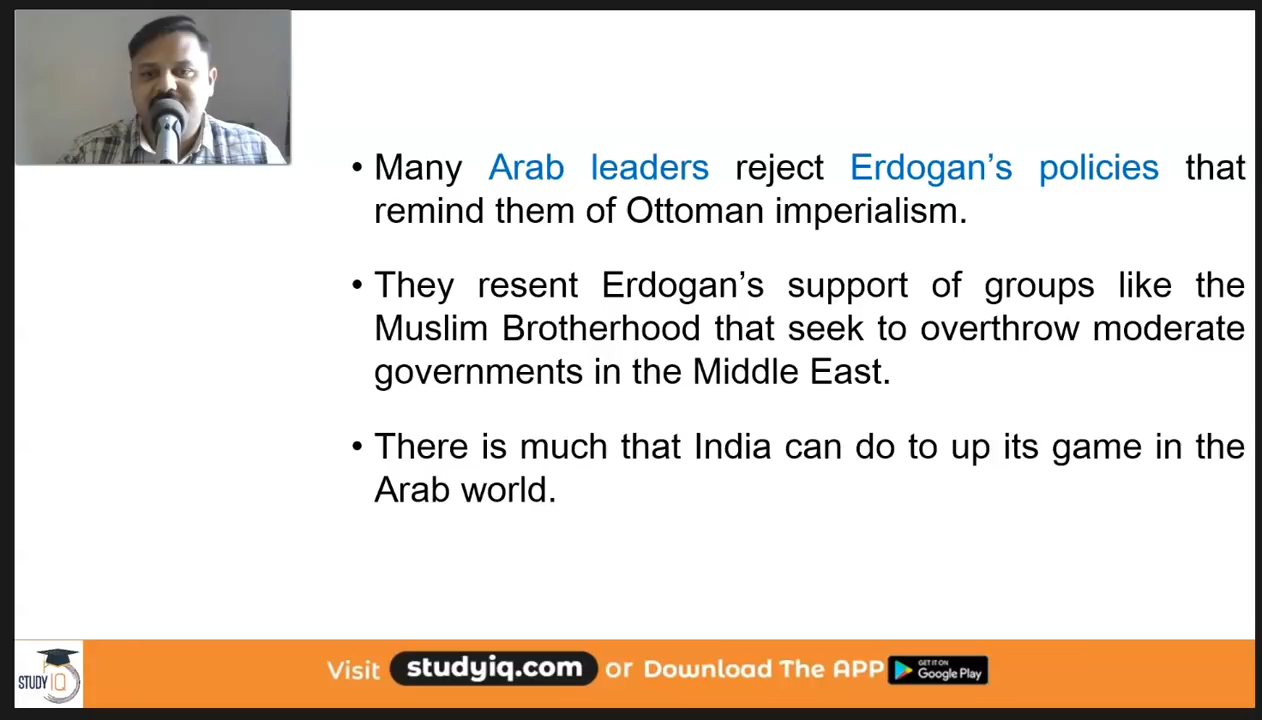 • Many Arab leaders reject Erdogan’s policies that
remind them of Ottoman imperialism.
• They resent Erdogan’s support of groups like the
Muslim Brotherhood that seek to overthrow moderate
governments in the Middle East.
• There is much that India can do to up its game in the
Arab world.
STUDY IQ
Visit studyiq.com or Download The APP GET IT ON Google Play